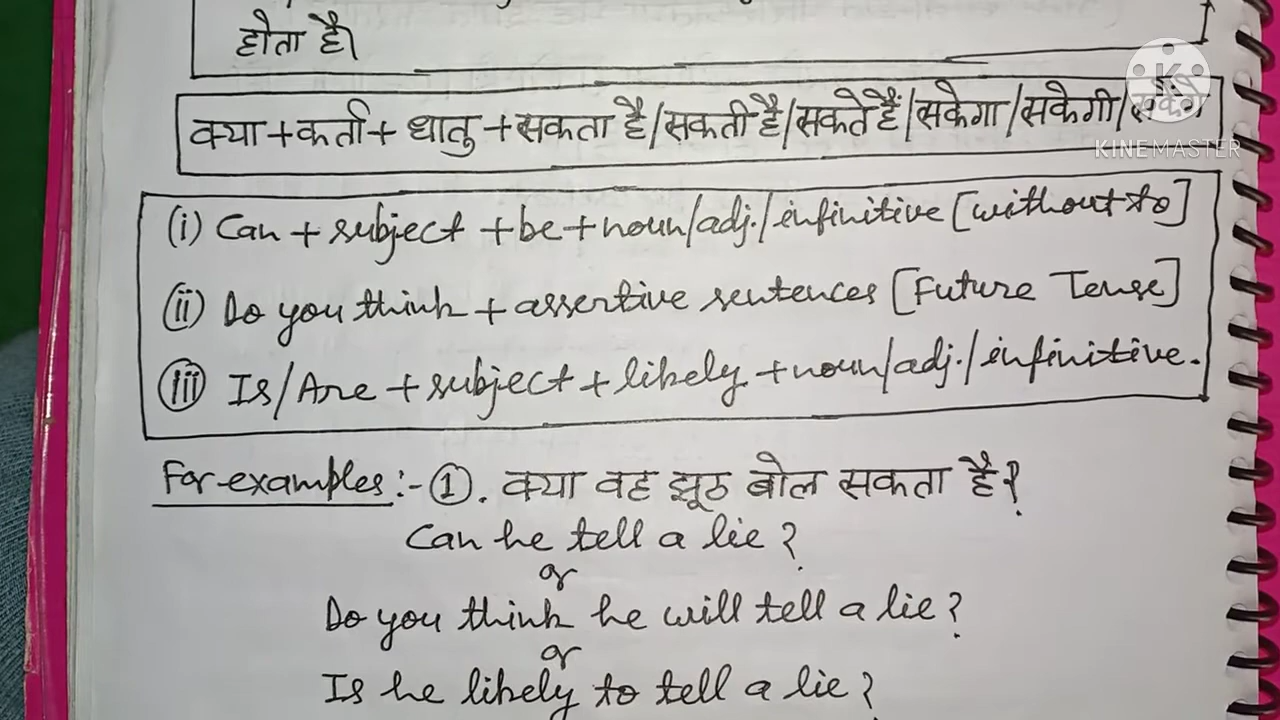 होता है।
क्या + कर्ता + धातु + सकता है/सकती है/सकते हैं/सकेगा/सकेगी/
KINEMASTER
(i) Can + subject + be + noun/adj./infinitive [without to]
(ii) Do you think + assertive sentences [Future Tense]
(iii) Is/Are + subject + likely + noun/adj./infinitive.
For examples:- ①. क्या वह झूठ बोल सकता है?
Can he tell a lie?
or
Do you think he will tell a lie?
or
Is he likely to tell a lie?